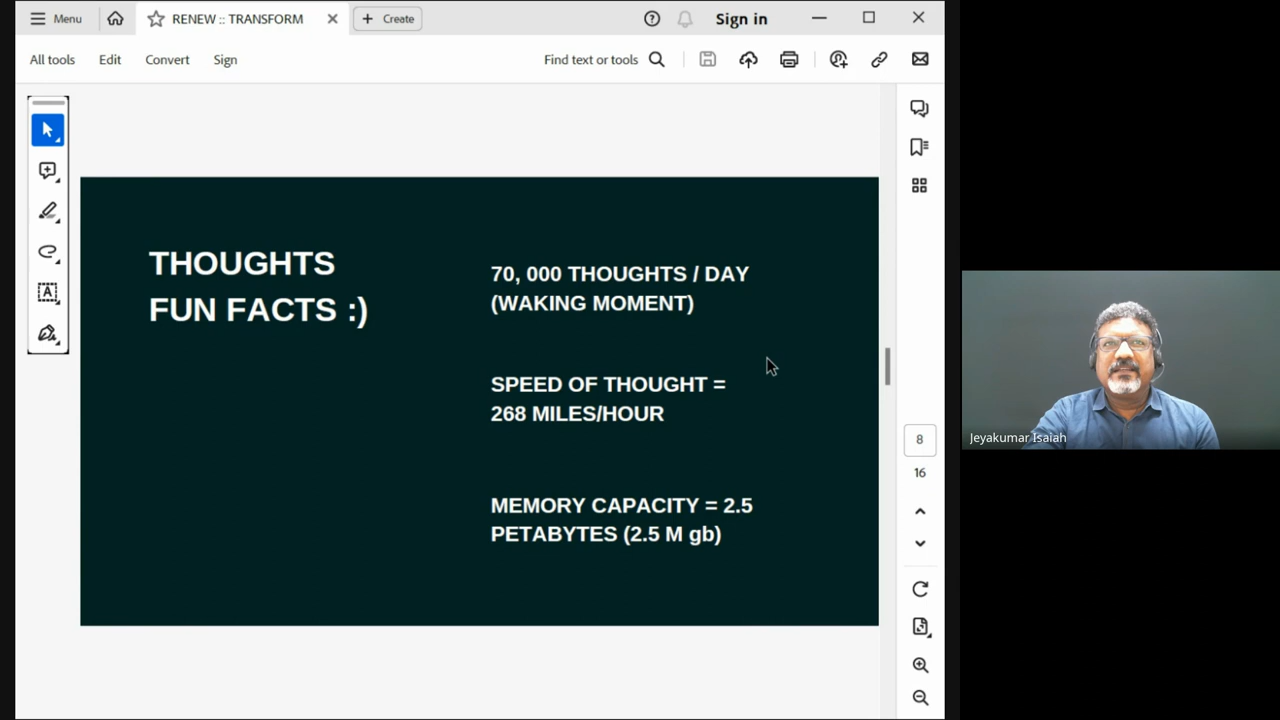 Menu
RENEW :: TRANSFORM
Create
Sign in
All tools
Edit
Convert
Sign
Find text or tools
THOUGHTS
FUN FACTS :)
70, 000 THOUGHTS / DAY
(WAKING MOMENT)
SPEED OF THOUGHT =
268 MILES/HOUR
MEMORY CAPACITY = 2.5
PETABYTES (2.5 M gb)
8
16
Jeyakumar Isaiah